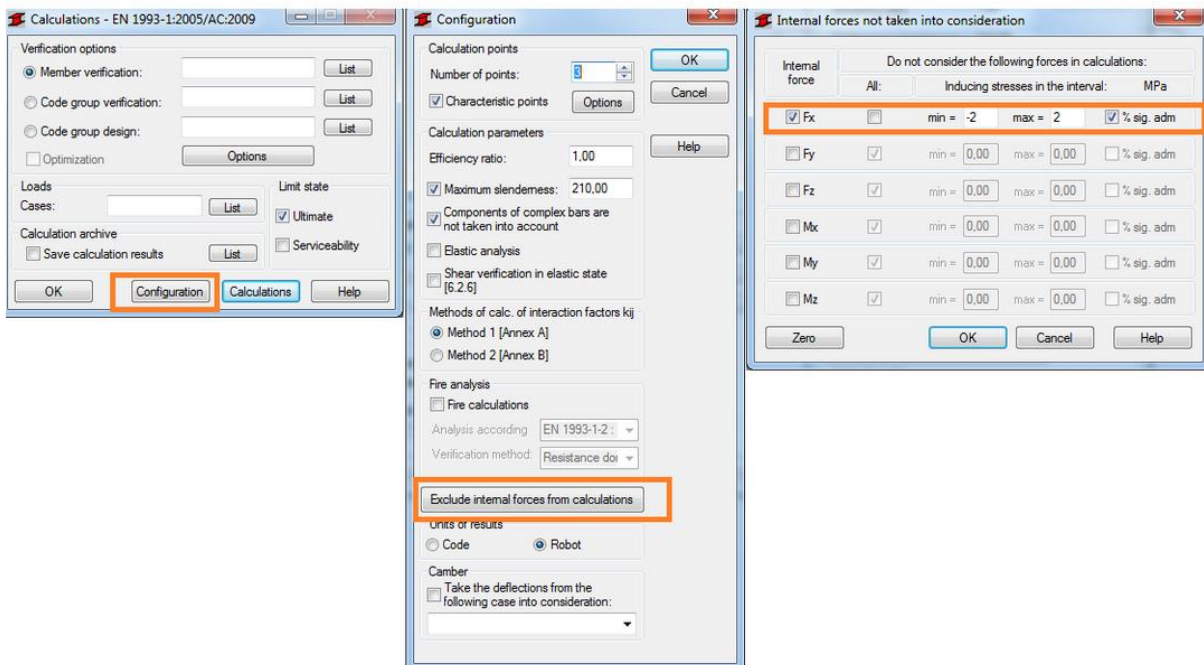 Calculations - EN 1993-1:2005/AC:2009
Verification options
Member verification:
List
Code group verification:
List
Code group design:
List
Optimization
Options
Loads
Cases:
List
Limit state
Ultimate
Serviceability
Calculation archive
Save calculation results
List
OK
Configuration
Calculations
Help
Configuration
Calculation points
Number of points:
3
Characteristic points
Options
OK
Cancel
Help
Calculation parameters
Efficiency ratio:
1,00
Maximum slenderness:
210,00
Components of complex bars are
not taken into account
Elastic analysis
Shear verification in elastic state
[6.2.6]
Methods of calc. of interaction factors kij
Method 1 [Annex A]
Method 2 [Annex B]
Fire analysis
Fire calculations
Analysis according
EN 1993-1-2 :
Verification method:
Resistance doi
Exclude internal forces from calculations
Units of results
Code
Robot
Camber
Take the deflections from the
following case into consideration:
Internal forces not taken into consideration
Internal
force
Do not consider the following forces in calculations:
All:
Inducing stresses in the interval:
MPa
Fx min = -2 max = 2 % sig. adm
Fy min = 0,00 max = 0,00 % sig. adm
Fz min = 0,00 max = 0,00 % sig. adm
Mx min = 0,00 max = 0,00 % sig. adm
My min = 0,00 max = 0,00 % sig. adm
Mz min = 0,00 max = 0,00 % sig. adm
Zero
OK
Cancel
Help